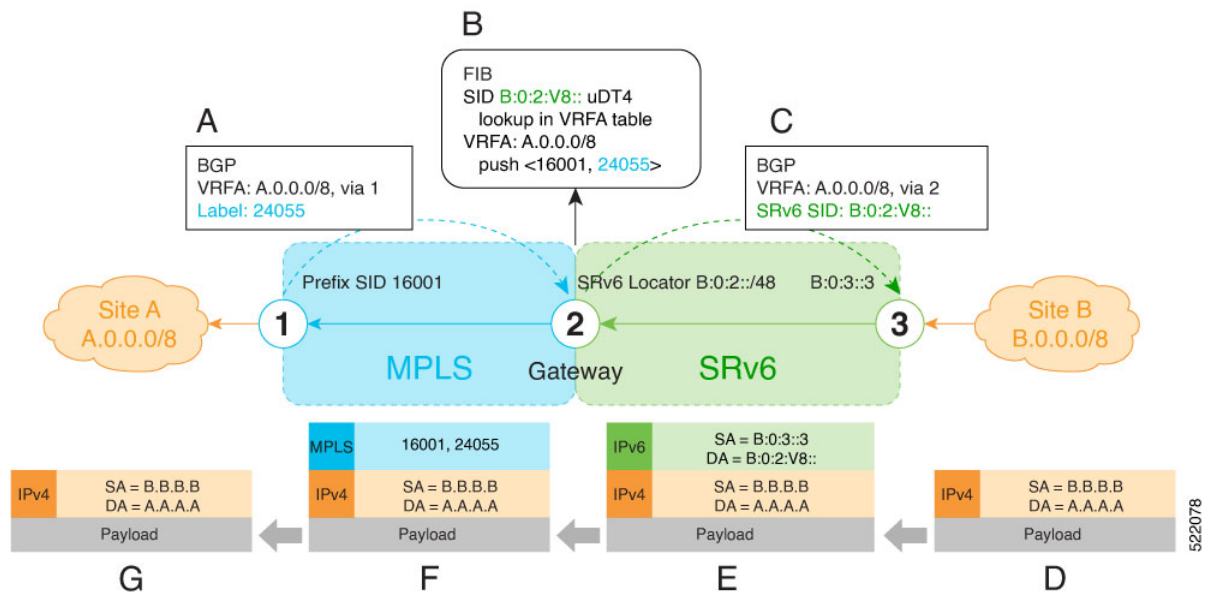 B
FIB
SID B:0:2:V8:: uDT4
lookup in VRFA table
VRFA: A.0.0.0/8
push <16001, 24055>
A
BGP
VRFA: A.0.0.0/8, via 1
Label: 24055
C
BGP
VRFA: A.0.0.0/8, via 2
SRv6 SID: B:0:2:V8::
Prefix SID 16001
SRv6 Locator B:0:2::/48
B:0:3::3
Site A
A.0.0.0/8
1
2
3
Site B
B.0.0.0/8
MPLS
Gateway
SRv6
MPLS
16001, 24055
IPv6
SA = B:0:3::3
DA = B:0:2:V8::
IPv4
SA = B.B.B.B
DA = A.A.A.A
Payload
IPv4
SA = B.B.B.B
DA = A.A.A.A
Payload
IPv4
SA = B.B.B.B
DA = A.A.A.A
Payload
IPv4
SA = B.B.B.B
DA = A.A.A.A
Payload
522078
G
F
E
D